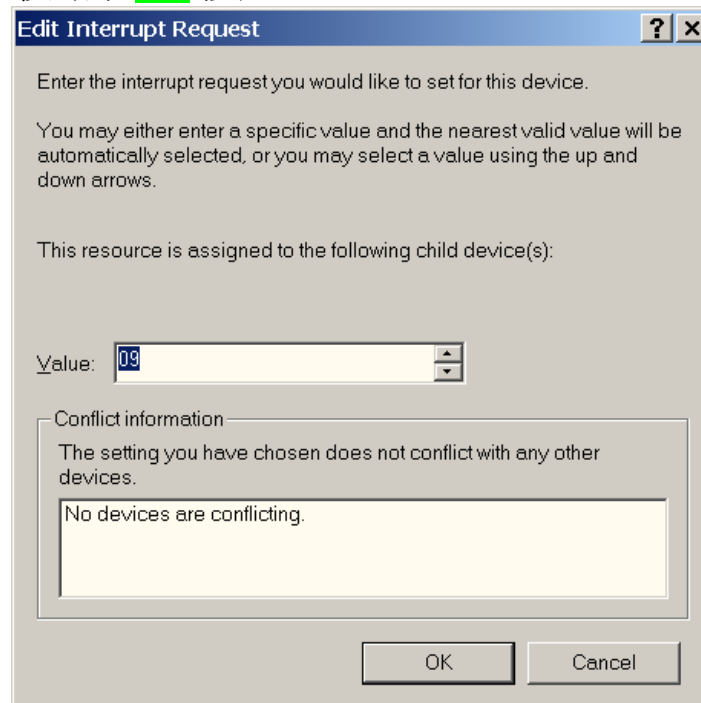 Edit Interrupt Request
Enter the interrupt request you would like to set for this device.
You may either enter a specific value and the nearest valid value will be
automatically selected, or you may select a value using the up and
down arrows.
This resource is assigned to the following child device(s):
Value: 09
Conflict information
The setting you have chosen does not conflict with any other
devices.
No devices are conflicting.
OK Cancel